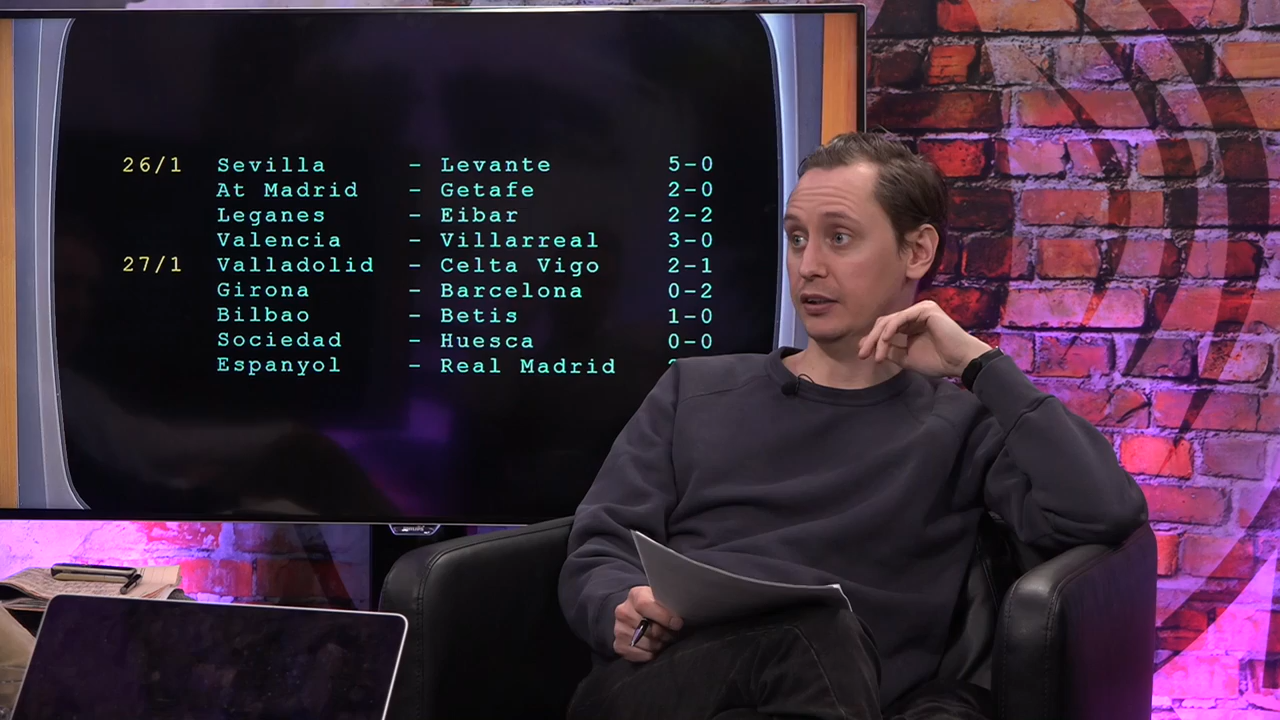 26/1 Sevilla - Levante 5-0
At Madrid - Getafe 2-0
Leganes - Eibar 2-2
Valencia - Villarreal 3-0
27/1 Valladolid - Celta Vigo 2-1
Girona - Barcelona 0-2
Bilbao - Betis 1-0
Sociedad - Huesca 0-0
Espanyol - Real Madrid